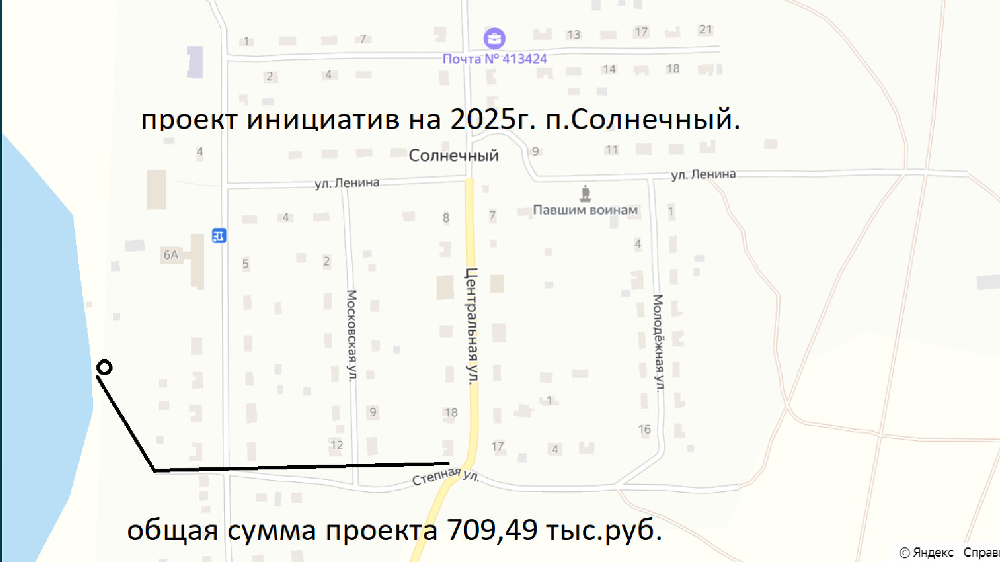 1 7 13 17 21
Почта № 413424
2 4 14 18
проект инициатив на 2025г. п.Солнечный.
4 9 11
Солнечный
ул. Ленина
ул. Ленина
Павшим воинам
4 8 7 1
4
6А 5 2
Центральная ул.
Московская ул.
Молодёжная ул.
1
9 18
16
12 17 4
Степная ул.
общая сумма проекта 709,49 тыс.руб.
© Яндекс Справ